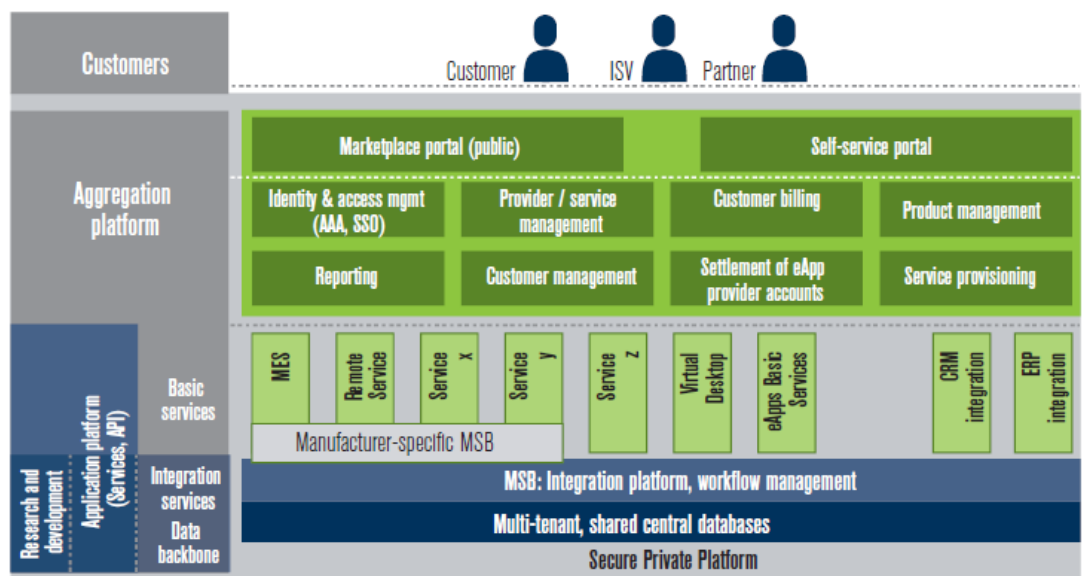 Customers
Customer
ISV
Partner
Aggregation
platform
Marketplace portal (public)
Self-service portal
Identity & access mgmt
(AAA, SSO)
Provider / service
management
Customer billing
Product management
Reporting
Customer management
Settlement of eApp
provider accounts
Service provisioning
Research and
development
Application platform
(Services, API)
Basic
services
MES
Remote
Service
Service
x
Service
y
Service
z
Virtual
Desktop
eApps Basic
Services
CRM
integration
ERP
integration
Manufacturer-specific MSB
Integration
services
MSB: Integration platform, workflow management
Data
backbone
Multi-tenant, shared central databases
Secure Private Platform